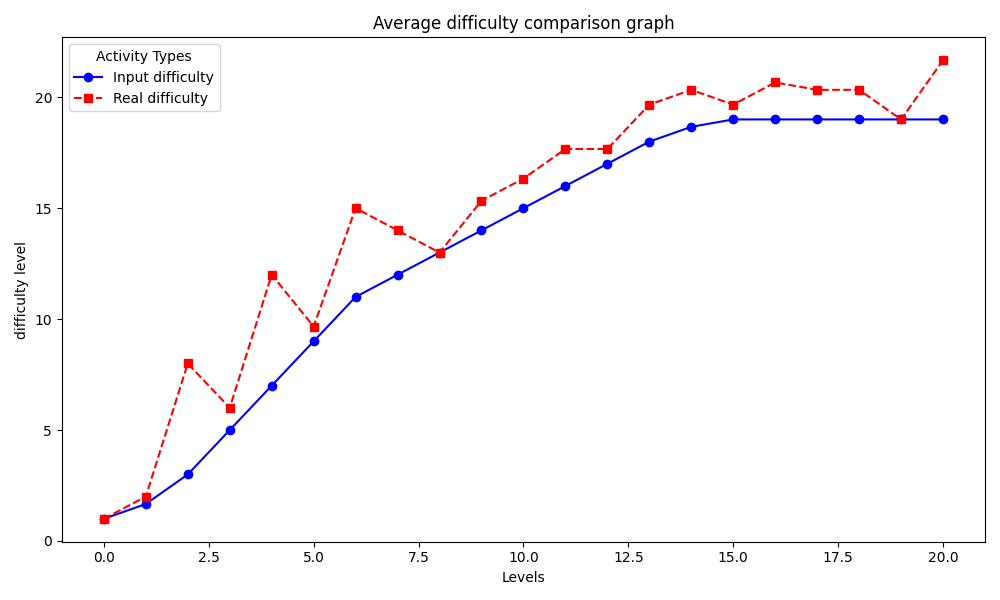 Average difficulty comparison graph
Activity Types
Input difficulty
Real difficulty
difficulty level
20
15
10
5
0
0.0 2.5 5.0 7.5 10.0 12.5 15.0 17.5 20.0
Levels